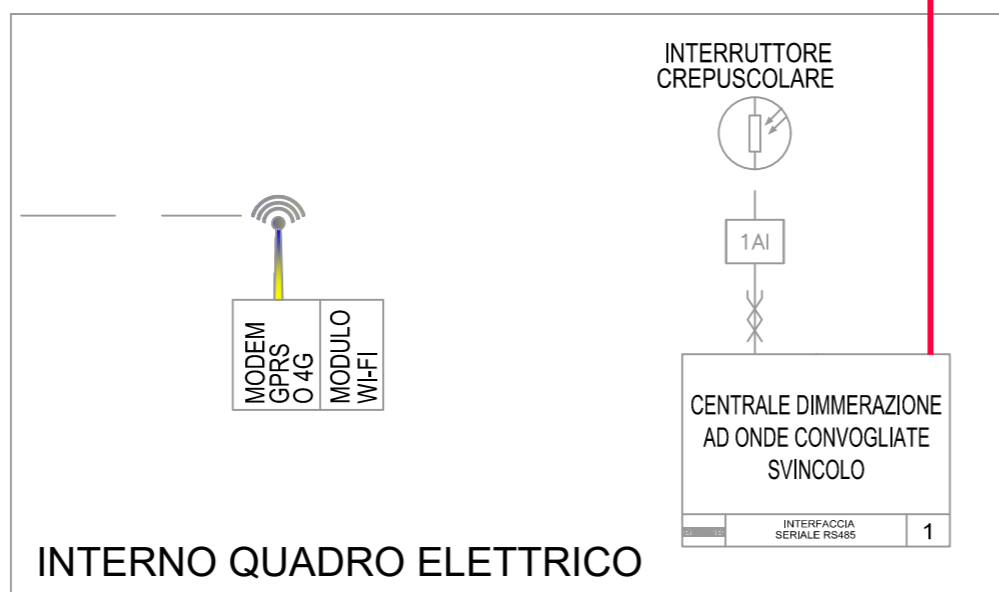 INTERRUTTORE
CREPUSCOLARE
1AI
MODEM
GPRS
O 4G
MODULO
WI-FI
CENTRALE DIMMERAZIONE
AD ONDE CONVOGLIATE
SVINCOLO
INTERFACCIA
SERIALE RS485
1
INTERNO QUADRO ELETTRICO